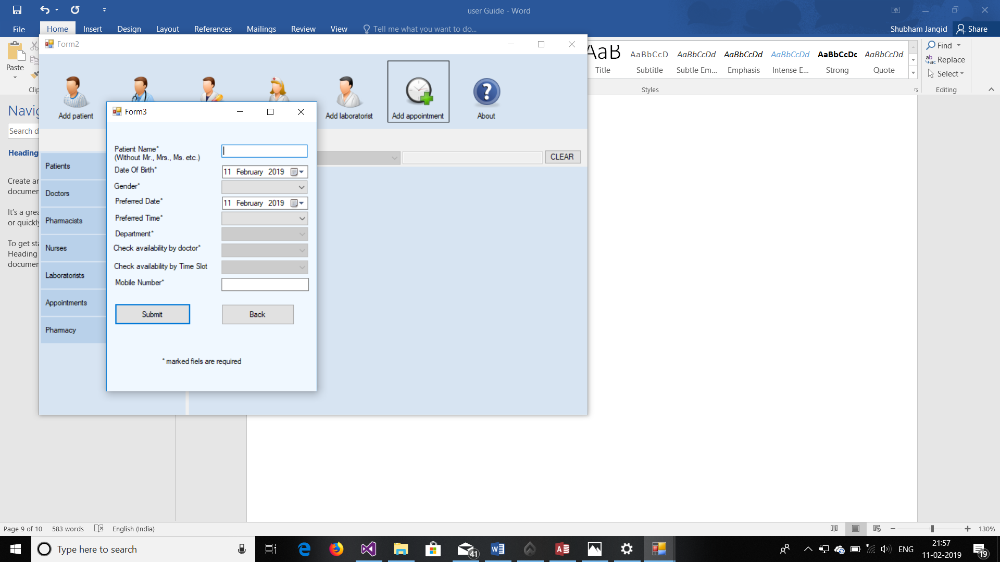 user Guide - Word
File Home Insert Design Layout References Mailings Review View Tell me what you want to do... Shubham Jangid Share
Form2
Paste
AaB AaBbCcD AaBbCcDd AaBbCcDd AaBbCcDd AaBbCcDc AaBbCcDd
Title Subtitle Subtle Em... Emphasis Intense E... Strong Quote
Styles
Find
Replace
Select
Editing
Clip
Navig
Search d
Heading
Create an
documen
It's a grea
or quickly
To get sta
Heading
documen
Add patient Add laboratorist Add appointment About
CLEAR
Patients
Doctors
Pharmacists
Nurses
Laboratorists
Appointments
Pharmacy
Form3
Patient Name*
(Without Mr., Mrs., Ms. etc.)
Date Of Birth* 11 February 2019
Gender*
Preferred Date* 11 February 2019
Preferred Time*
Department*
Check availability by doctor*
Check availability by Time Slot
Mobile Number*
Submit Back
* marked fiels are required
Page 9 of 10 583 words English (India) 130%
Type here to search 41 ENG 21:57
11-02-2019 19